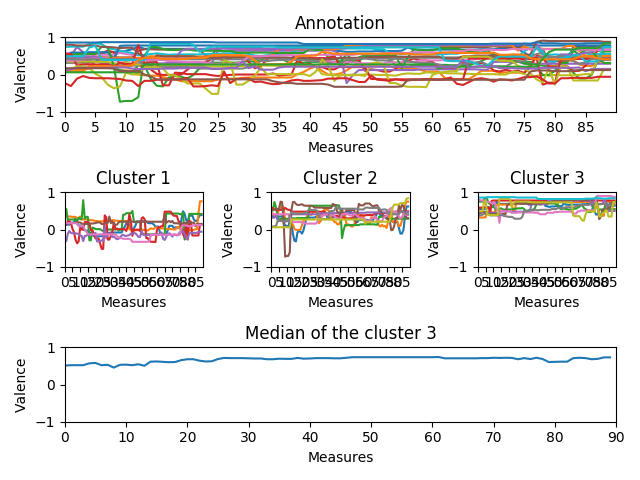 Annotation
Valence
1
0
−1
0 5 10 15 20 25 30 35 40 45 50 55 60 65 70 75 80 85
Measures
Cluster 1 Cluster 2 Cluster 3
Valence Valence Valence
1 1 1
0 0 0
−1 −1 −1
Measures Measures Measures
Median of the cluster 3
Valence
1
0
−1
0 10 20 30 40 50 60 70 80 90
Measures